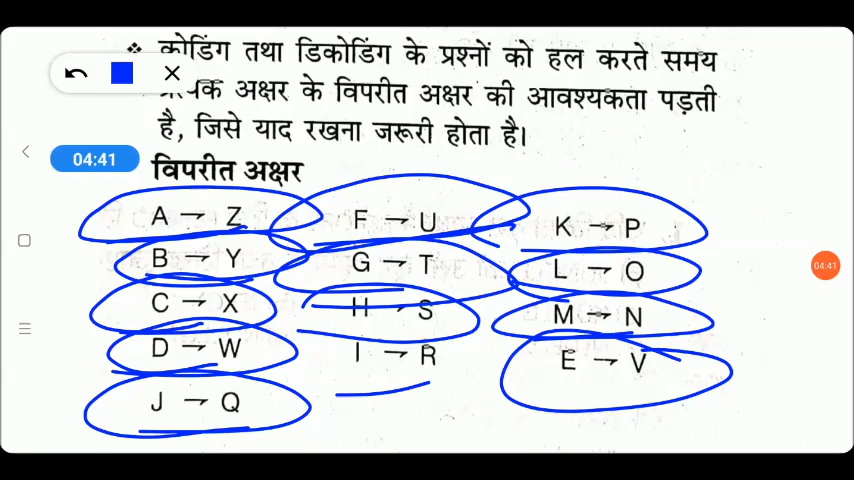 ❖ कोडिंग तथा डिकोडिंग के प्रश्नों को हल करते समय
प्रत्येक अक्षर के विपरीत अक्षर की आवश्यकता पड़ती
है, जिसे याद रखना जरूरी होता है।
04:41
विपरीत अक्षर
A → Z F → U K → P
B → Y G → T L → O
C → X H → S M → N
D → W I → R E → V
J → Q
04:41